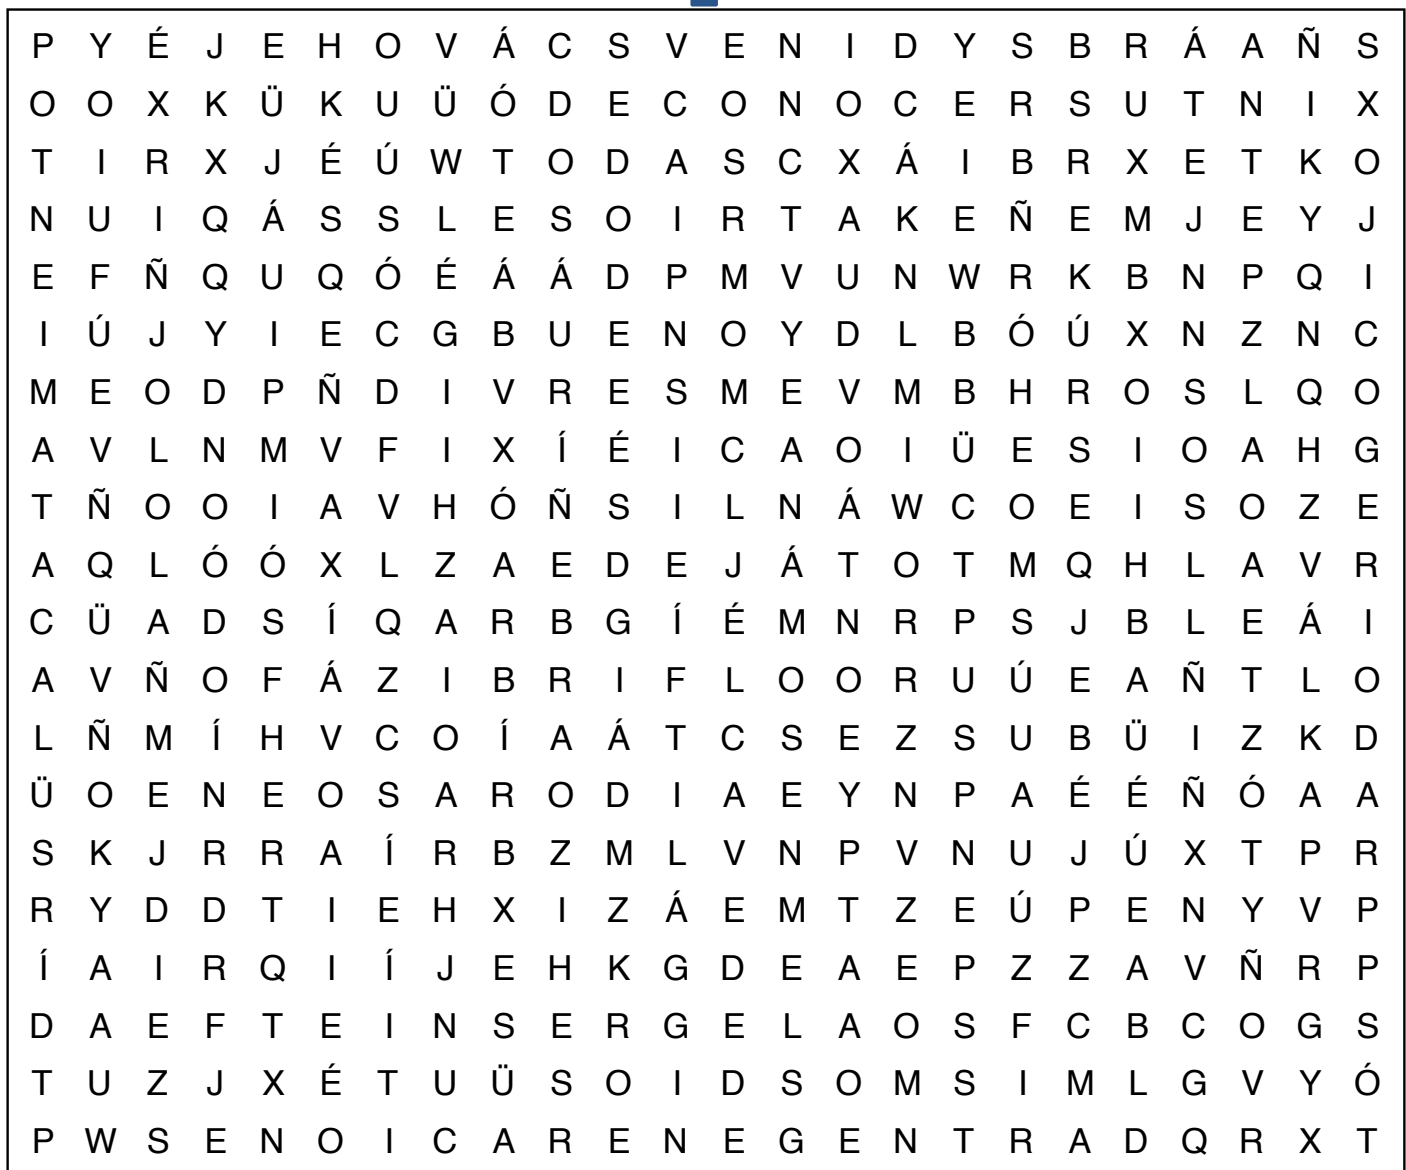 P Y É J E H O V Á C S V E N I D Y S B R Á A Ñ S
O O X K Ü K U Ü Ó D E C O N O C E R S U T N I X
T I R X J É Ú W T O D A S C X Á I B R X E T K O
N U I Q Á S S L E S O I R T A K E Ñ E M J E Y J
E F Ñ Q U Q Ó É Á Á D P M V U N W R K B N P Q I
I Ú J Y I E C G B U E N O Y D L B Ó Ú X N Z N C
M E O D P Ñ D I V R E S M E V M B H R O S L Q O
A V L N M V F I X Í É I C A O I Ü E S I O A H G
T Ñ O O I A V H Ó Ñ S I L N Á W C O E I S O Z E
A Q L Ó Ó X L Z A E D E J Á T O T M Q H L A V R
C Ü A D S Í Q A R B G Í É M N R P S J B L E Á I
A V Ñ O F Á Z I B R I F L O O R U Ú E A Ñ T L O
L Ñ M Í H V C O Í A Á T C S E Z S U B Ü I Z K D
Ü O E N E O S A R O D I A E Y N P A É É Ñ Ó A A
S K J R R A Í R B Z M L V N P V N U J Ú X T P R
R Y D D T I E H X I Z Á E M T Z E Ú P E N Y V P
Í A I R Q I Í J E H K G D E A E P Z Z A V Ñ R P
D A E F T E I N S E R G E L A O S F C B C O G S
T U Z J X É T U Ü S O I D S O M S I M L G V Y Ó
P W S E N O I C A R E N E G E N T R A D Q R X T